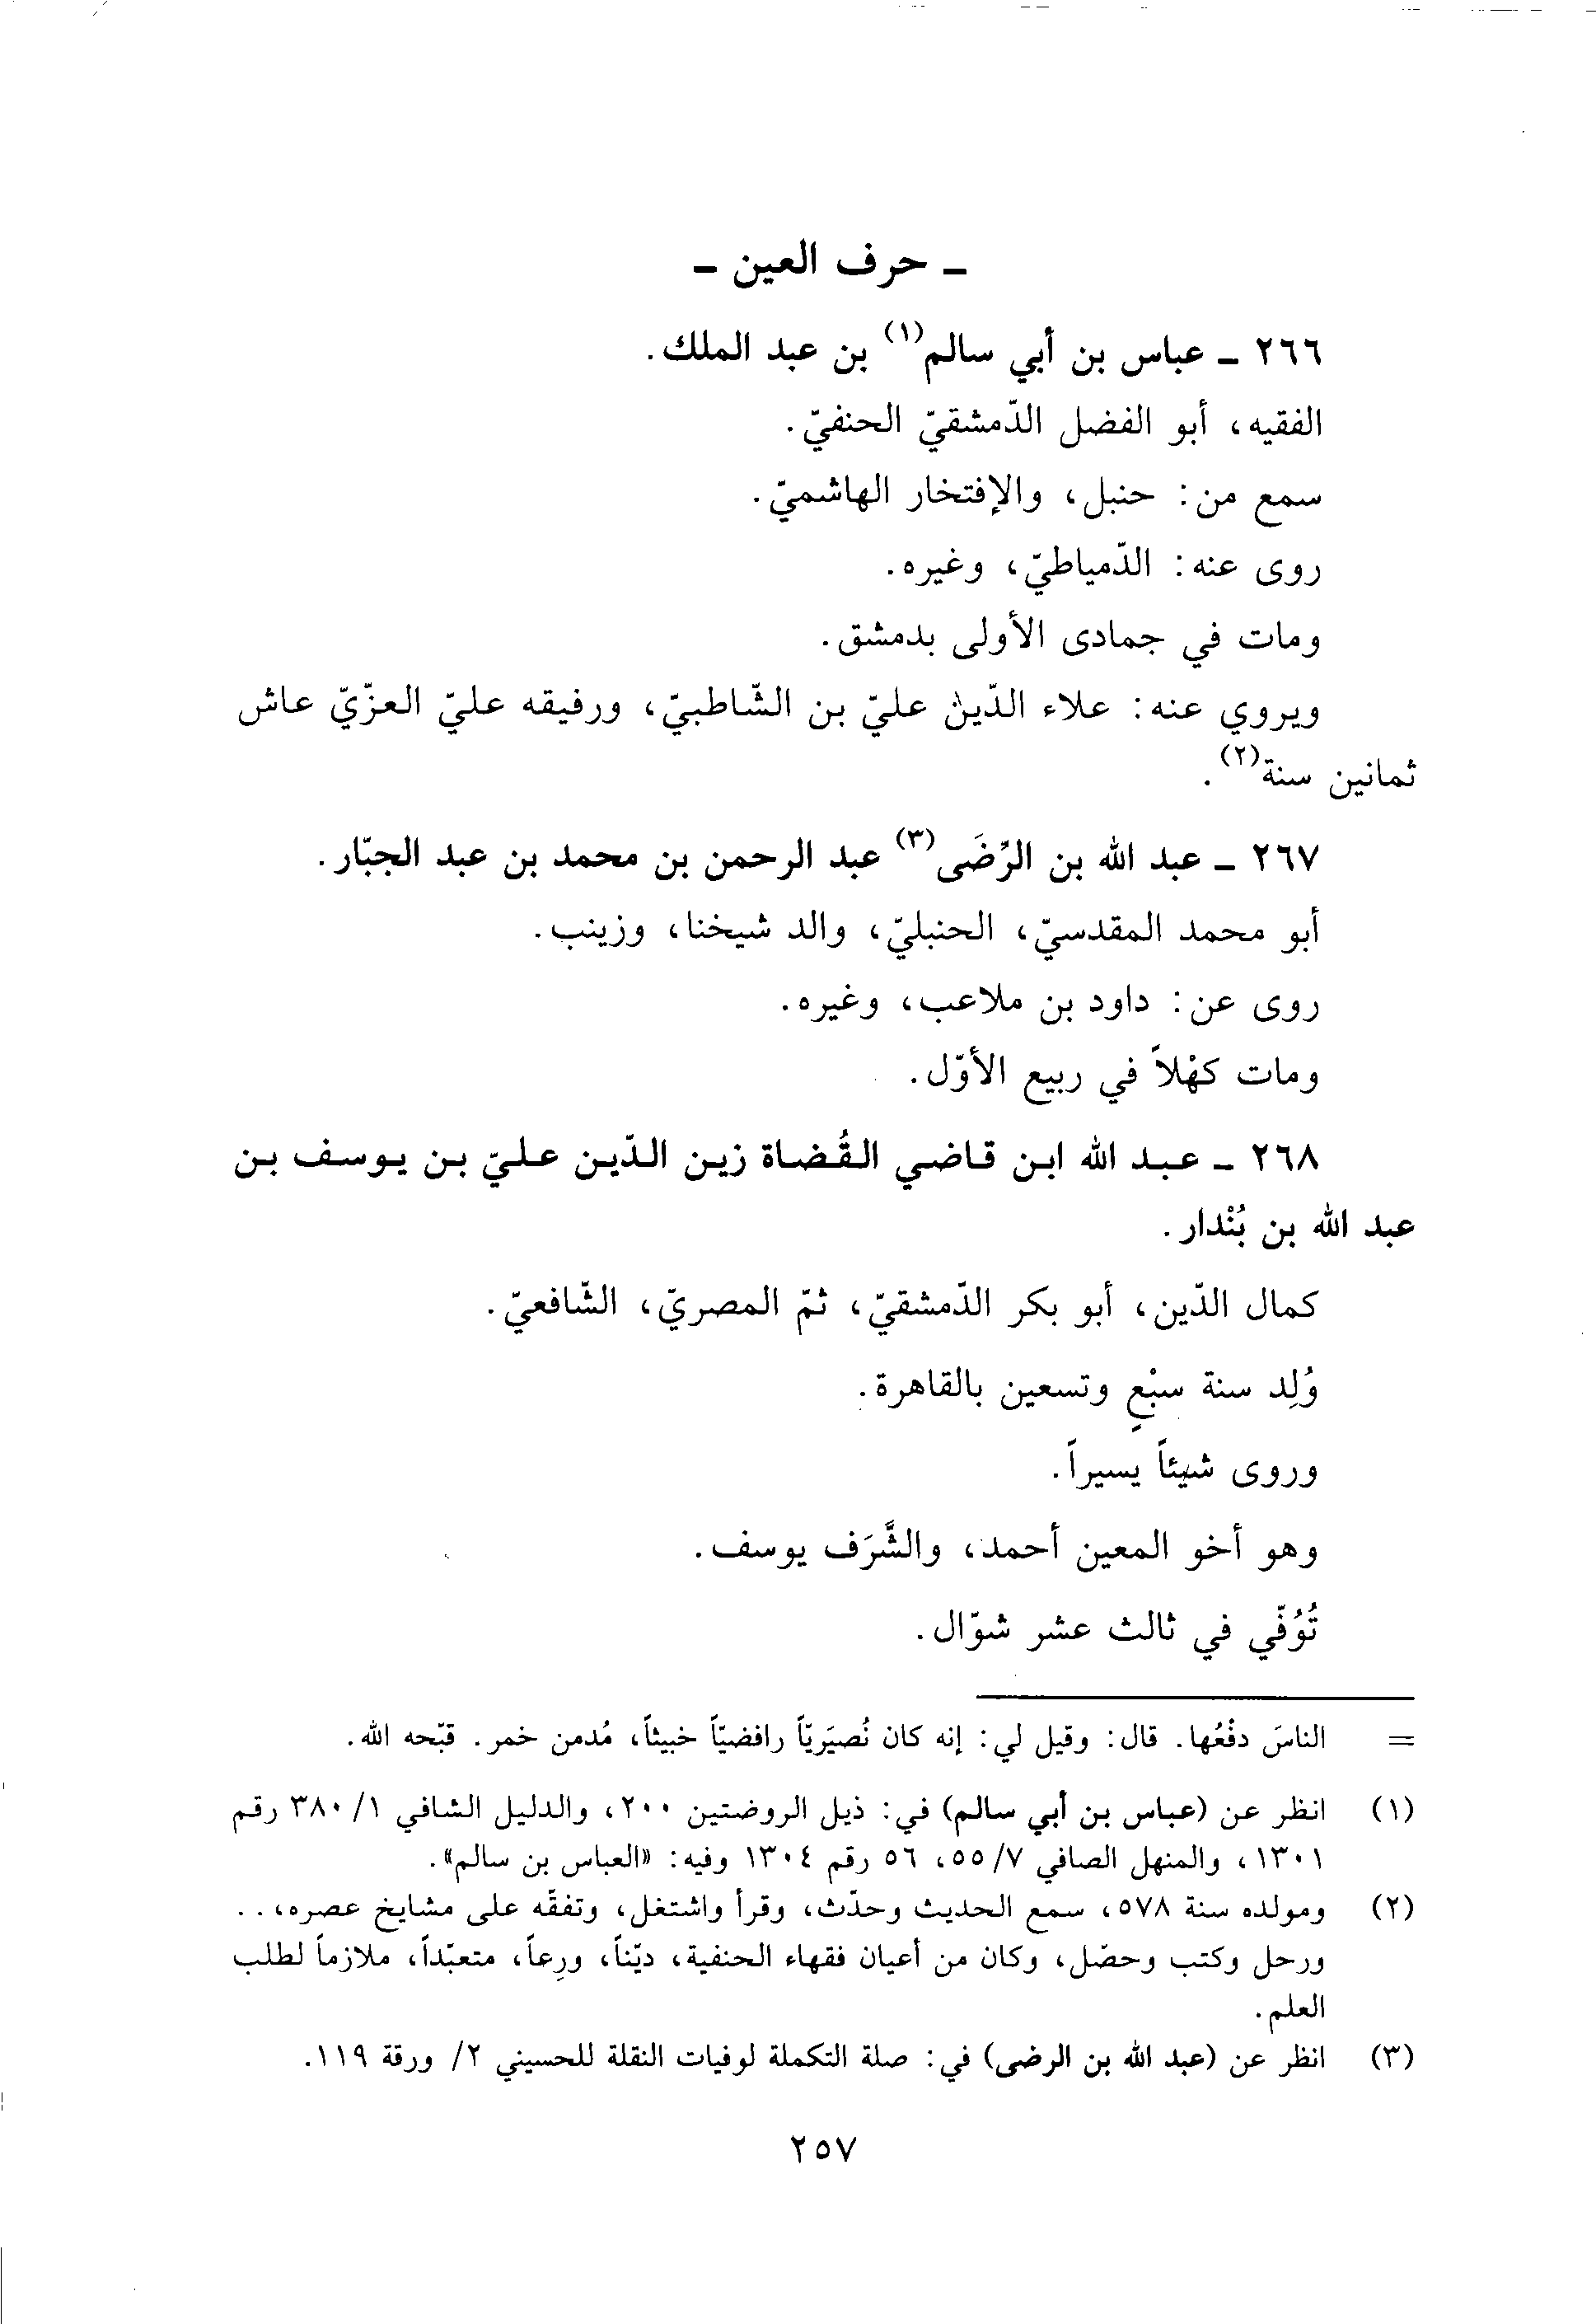 ـ حرف العين ـ
٢٦٦ ـ عباس بن أبي سالم(١) بن عبد الملك.
الفقيه، أبو الفضل الدّمشقيّ الحنفيّ.
سمع من: حنبل، والإفتخار الهاشميّ.
روى عنه: الدّمياطيّ، وغيره.
ومات في جمادى الأولى بدمشق.
ويروي عنه: علاء الدّين عليّ بن الشّاطبيّ، ورفيقه عليّ العزّيّ عاش
ثمانين سنة(٢).
٢٦٧ ـ عبد الله بن الرِّضَى(٣) عبد الرحمن بن محمد بن عبد الجبّار.
أبو محمد المقدسيّ، الحنبليّ، والد شيخنا، وزينب.
روى عن: داود بن ملاعب، وغيره.
ومات كهْلاً في ربيع الأوّل.
٢٦٨ ـ عبد الله ابن قاضي القُضاة زين الدّين عليّ بن يوسف بن
عبد الله بن بُنْدار.
كمال الدّين، أبو بكر الدّمشقيّ، ثمّ المصريّ، الشّافعيّ.
وُلِد سنة سبْعٍ وتسعين بالقاهرة.
وروى شيئاً يسيراً.
وهو أخو المعين أحمد، والشَّرَف يوسف.
تُوُفّي في ثالث عشر شوّال.
= الناسَ دفْعُها. قال: وقيل لي: إنه كان نُصيَريّاً رافضيّاً خبيثاً، مُدمن خمر. قبّحه الله.
(١) انظر عن (عباس بن أبي سالم) في: ذيل الروضتين ٢٠٠، والدليل الشافي ١/ ٣٨٠ رقم
١٣٠١، والمنهل الصافي ٧/ ٥٥، ٥٦ رقم ١٣٠٤ وفيه: «العباس بن سالم».
(٢) ومولده سنة ٥٧٨، سمع الحديث وحدّث، وقرأ واشتغل، وتفقّه على مشايخ عصره،..
ورحل وكتب وحصّل، وكان من أعيان فقهاء الحنفية، ديّناً، ورِعاً، متعبّداً، ملازماً لطلب
العلم.
(٣) انظر عن (عبد الله بن الرضى) في: صلة التكملة لوفيات النقلة للحسيني ٢/ ورقة ١١٩.
٢٥٧